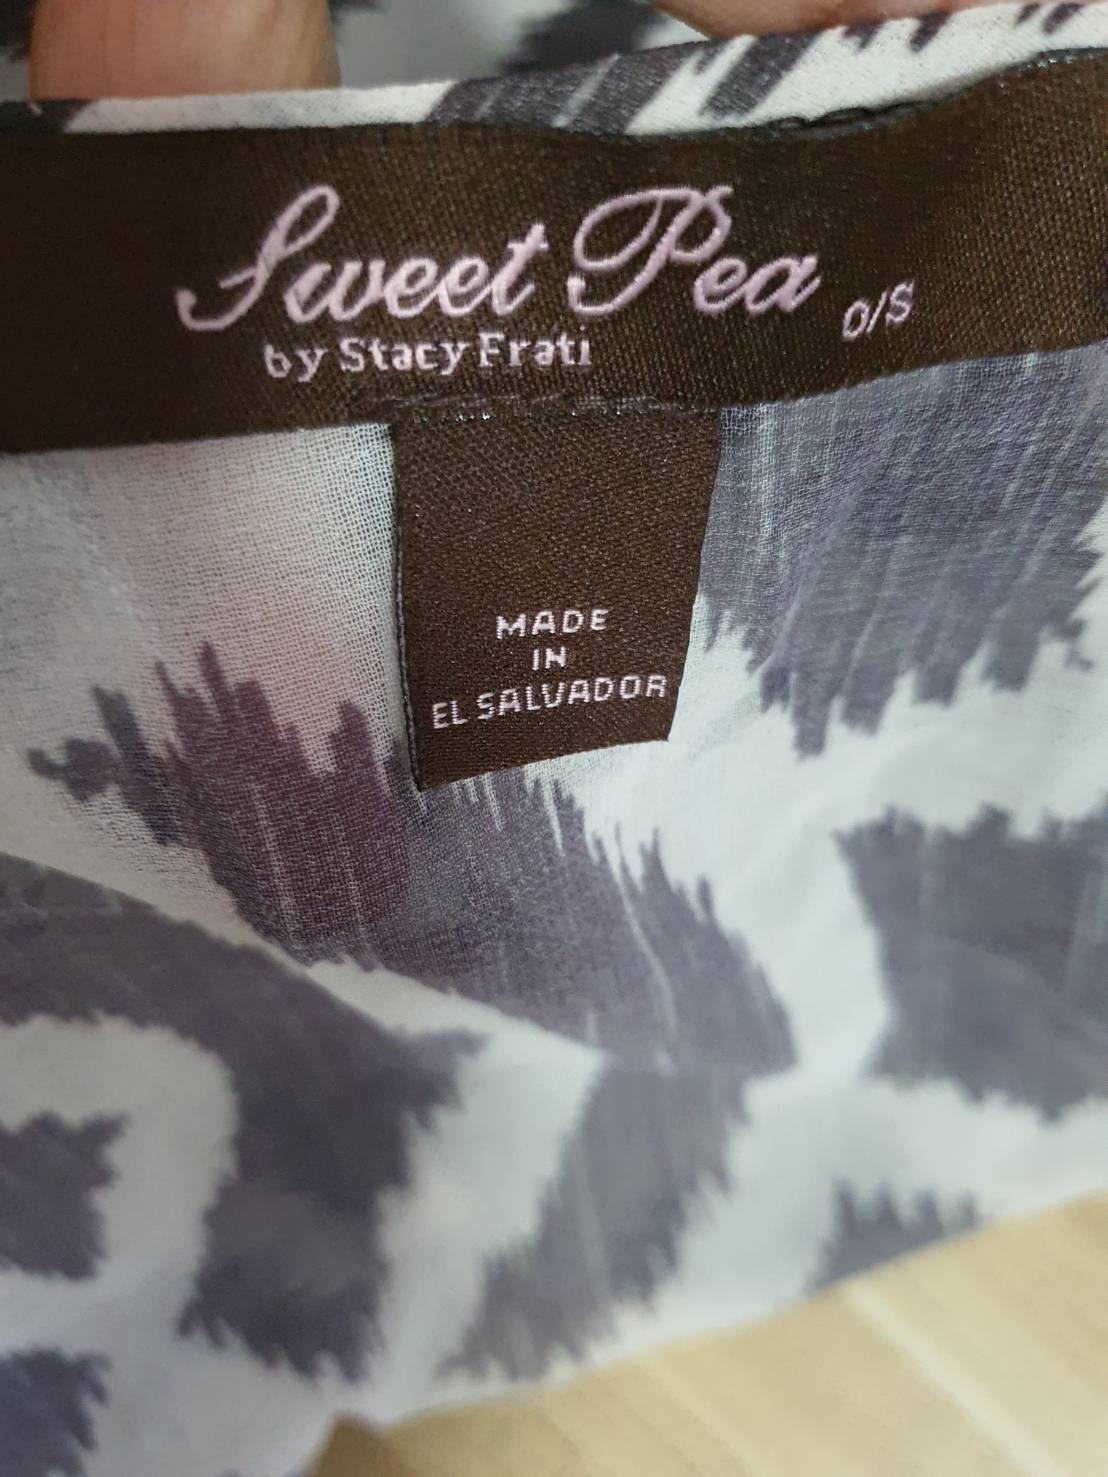 Sweet Pea
by Stacy Frati
O/S
MADE
IN
EL SALVADOR